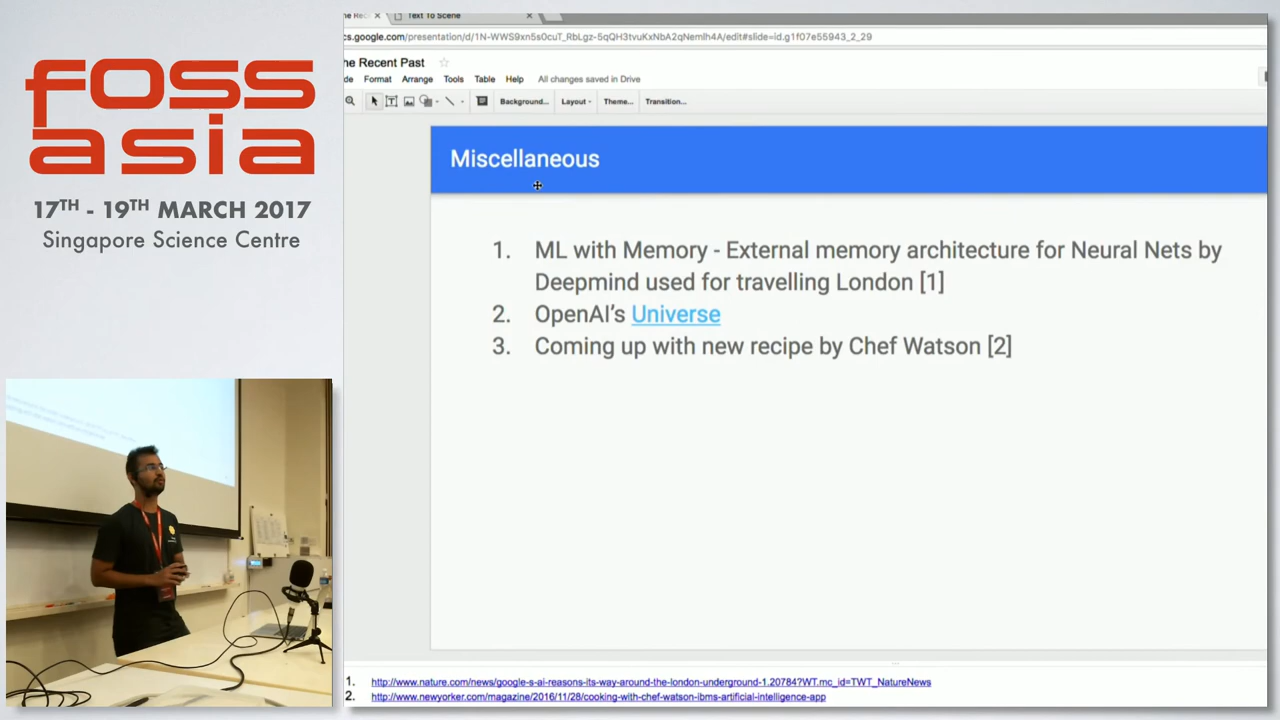 foss
asia
17TH - 19TH MARCH 2017
Singapore Science Centre
Text To Scene
cs.google.com/presentation/d/1N-WWS9xn5s0cuT_RbLgz-5qQH3tvuKxNbA2qNemlh4A/edit#slide=id.g1f07e55943_2_29
he Recent Past
de Format Arrange Tools Table Help All changes saved in Drive
Background... Layout Theme... Transition...
Miscellaneous
1. ML with Memory - External memory architecture for Neural Nets by
Deepmind used for travelling London [1]
2. OpenAI's Universe
3. Coming up with new recipe by Chef Watson [2]
1. http://www.nature.com/news/google-s-ai-reasons-its-way-around-the-london-underground-1.20784?WT.mc_id=TWT_NatureNews
2. http://www.newyorker.com/magazine/2016/11/28/cooking-with-chef-watson-ibms-artificial-intelligence-app